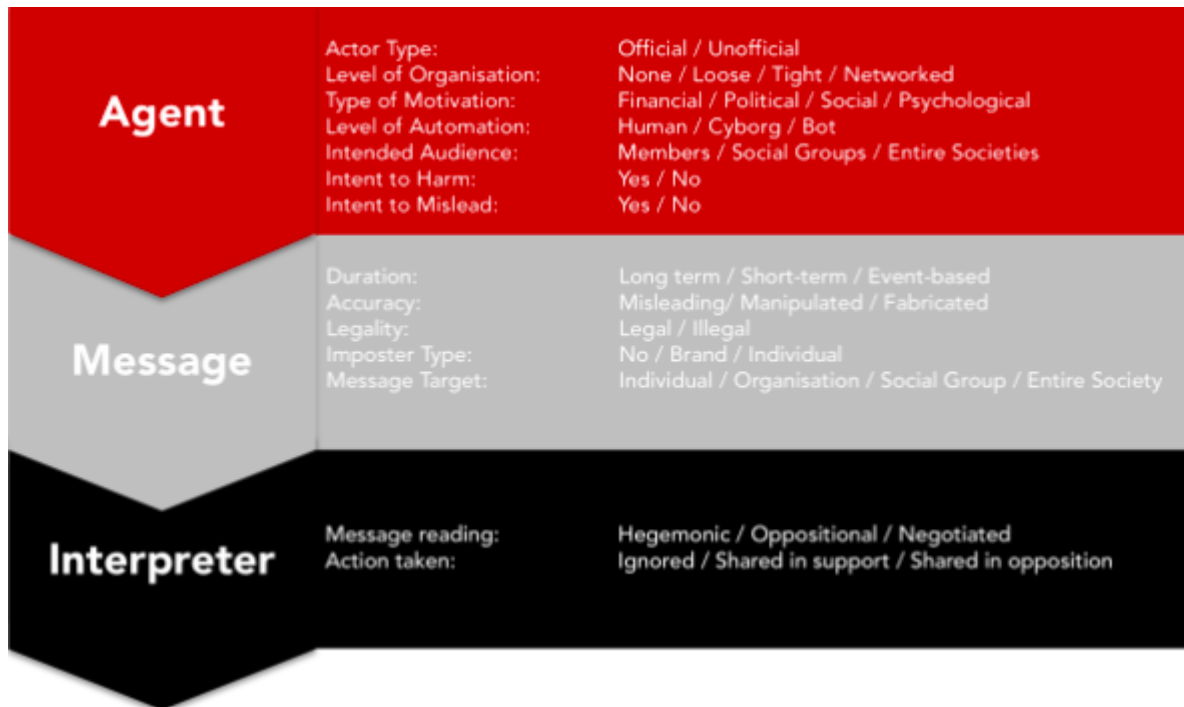 Agent
Actor Type: Official / Unofficial
Level of Organisation: None / Loose / Tight / Networked
Type of Motivation: Financial / Political / Social / Psychological
Level of Automation: Human / Cyborg / Bot
Intended Audience: Members / Social Groups / Entire Societies
Intent to Harm: Yes / No
Intent to Mislead: Yes / No
Message
Duration: Long term / Short-term / Event-based
Accuracy: Misleading/ Manipulated / Fabricated
Legality: Legal / Illegal
Imposter Type: No / Brand / Individual
Message Target: Individual / Organisation / Social Group / Entire Society
Interpreter
Message reading: Hegemonic / Oppositional / Negotiated
Action taken: Ignored / Shared in support / Shared in opposition